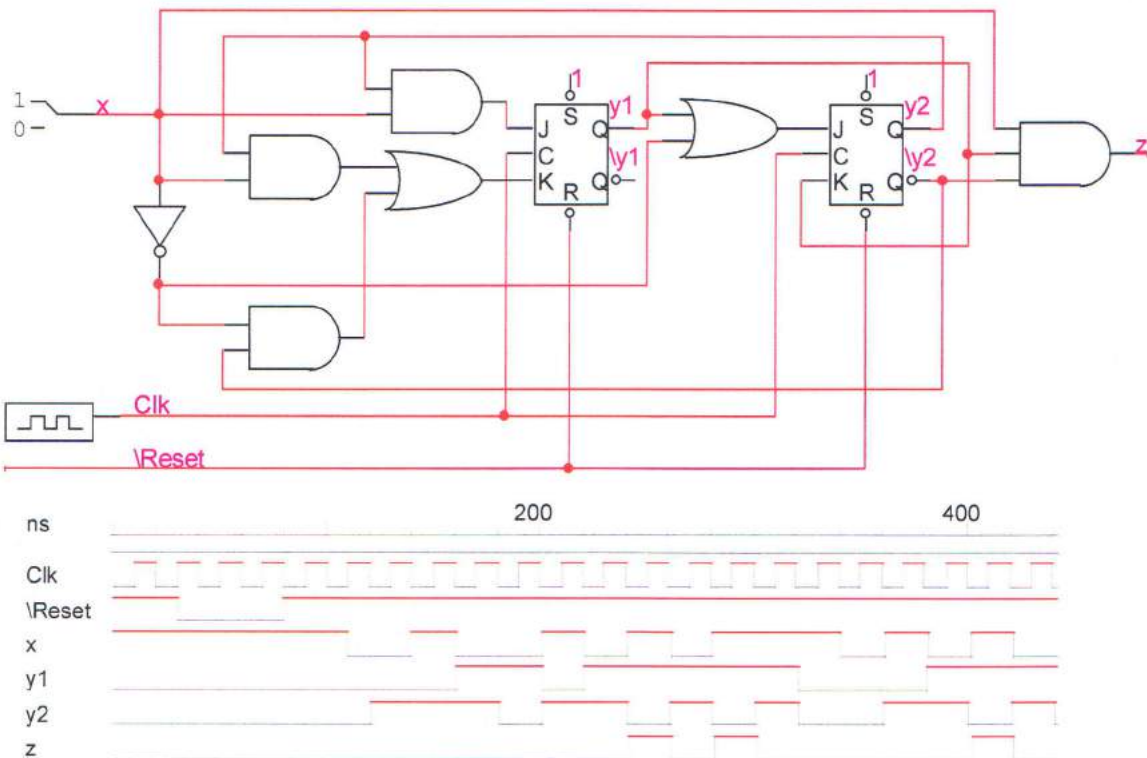 1
0
x
1
S
J
C
K
R
Q
Q
y1
\y1
1
S
J
C
K
R
Q
Q
y2
\y2
z
Clk
\Reset
ns
200
400
Clk
\Reset
x
y1
y2
z